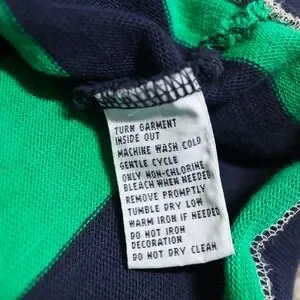 TURN GARMENT
INSIDE OUT
MACHINE WASH COLD
GENTLE CYCLE
ONLY NON-CHLORINE
BLEACH WHEN NEEDED
REMOVE PROMPTLY
TUMBLE DRY LOW
WARM IRON IF NEEDED
DO NOT IRON
DECORATION
DO NOT DRY CLEAN